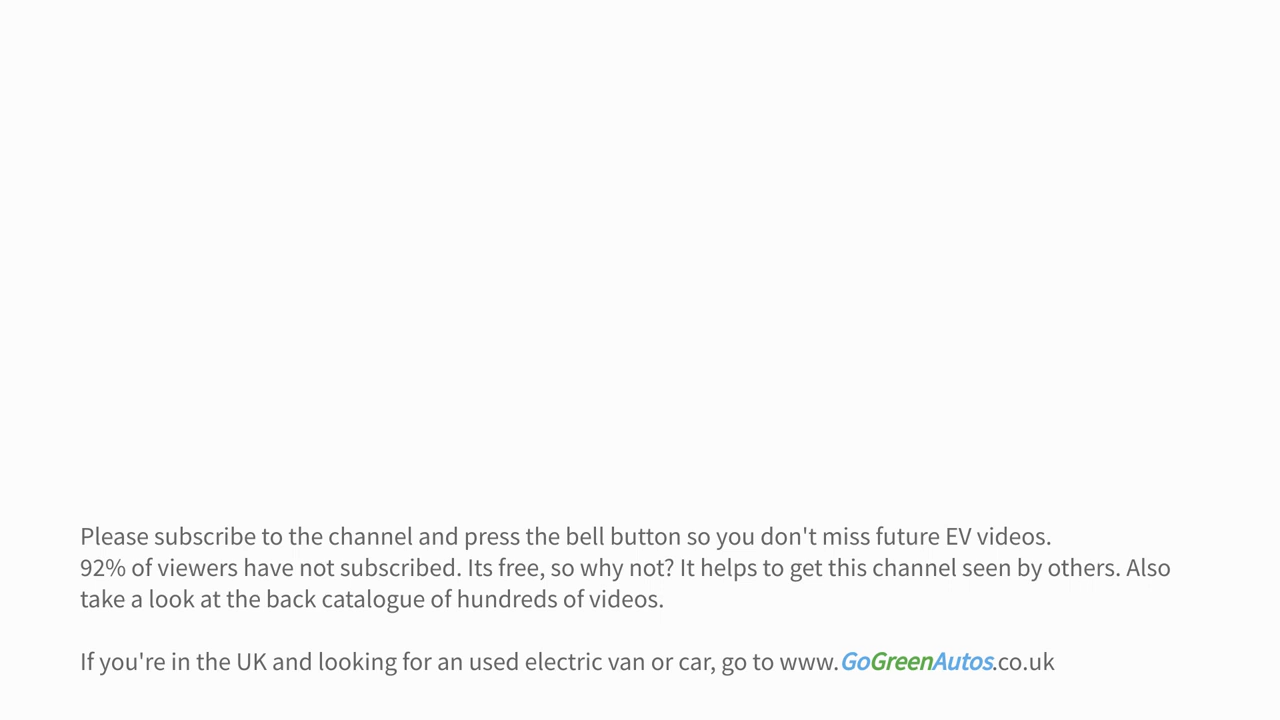 Please subscribe to the channel and press the bell button so you don't miss future EV videos.
92% of viewers have not subscribed. Its free, so why not? It helps to get this channel seen by others. Also
take a look at the back catalogue of hundreds of videos.
If you're in the UK and looking for an used electric van or car, go to www.GoGreenAutos.co.uk